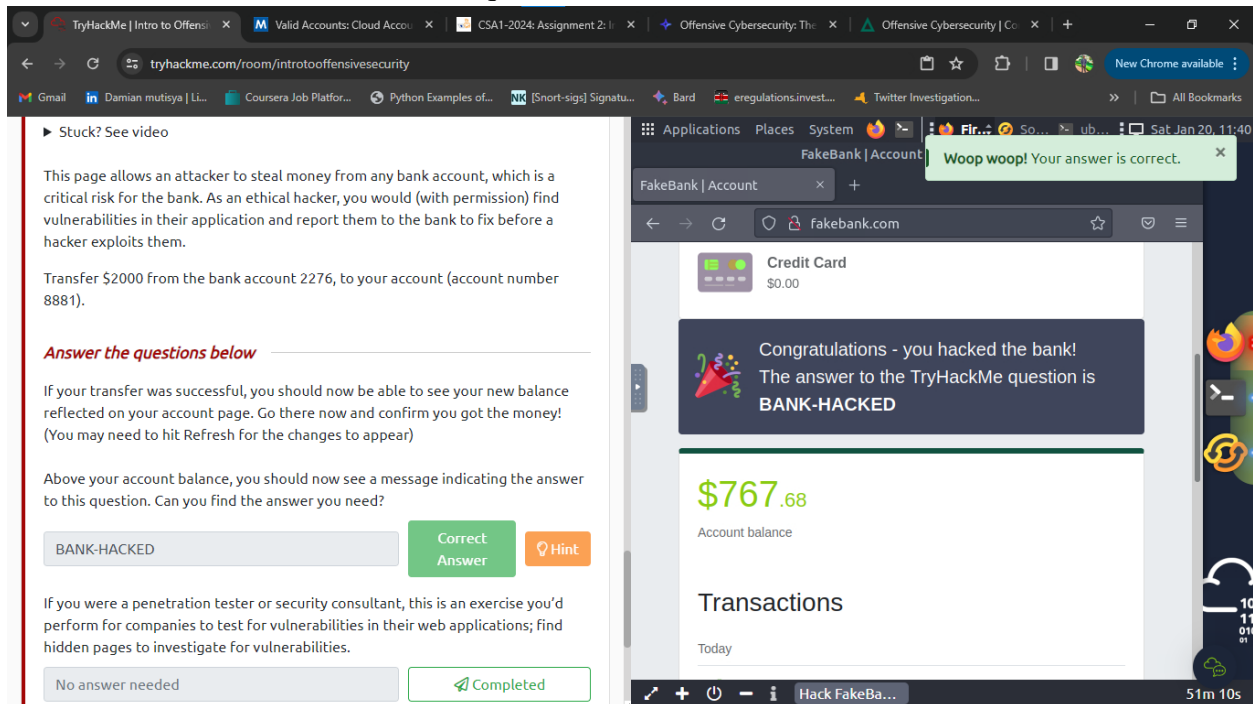 TryHackMe | Intro to Offensi
Valid Accounts: Cloud Accou
CSA1-2024: Assignment 2: I
Offensive Cybersecurity: The
Offensive Cybersecurity | Co
tryhackme.com/room/introtooffensivesecurity
New Chrome available
Gmail
Damian mutisya | Li...
Coursera Job Platfor...
Python Examples of...
NK [Snort-sigs] Signatu...
Bard
eregulations.invest....
Twitter Investigation...
»
All Bookmarks
Stuck? See video
This page allows an attacker to steal money from any bank account, which is a
critical risk for the bank. As an ethical hacker, you would (with permission) find
vulnerabilities in their application and report them to the bank to fix before a
hacker exploits them.
Transfer $2000 from the bank account 2276, to your account (account number
8881).
Answer the questions below
If your transfer was successful, you should now be able to see your new balance
reflected on your account page. Go there now and confirm you got the money!
(You may need to hit Refresh for the changes to appear)
Above your account balance, you should now see a message indicating the answer
to this question. Can you find the answer you need?
BANK-HACKED
Correct
Answer
Hint
If you were a penetration tester or security consultant, this is an exercise you'd
perform for companies to test for vulnerabilities in their web applications; find
hidden pages to investigate for vulnerabilities.
No answer needed
Completed
Applications Places System
Fir...
So...
ub...
Sat Jan 20, 11:40
FakeBank | Account
Woop woop! Your answer is correct.
FakeBank | Account
fakebank.com
Credit Card
$0.00
Congratulations - you hacked the bank!
The answer to the TryHackMe question is
BANK-HACKED
$767.68
Account balance
Transactions
Today
Hack FakeBa...
51m 10s